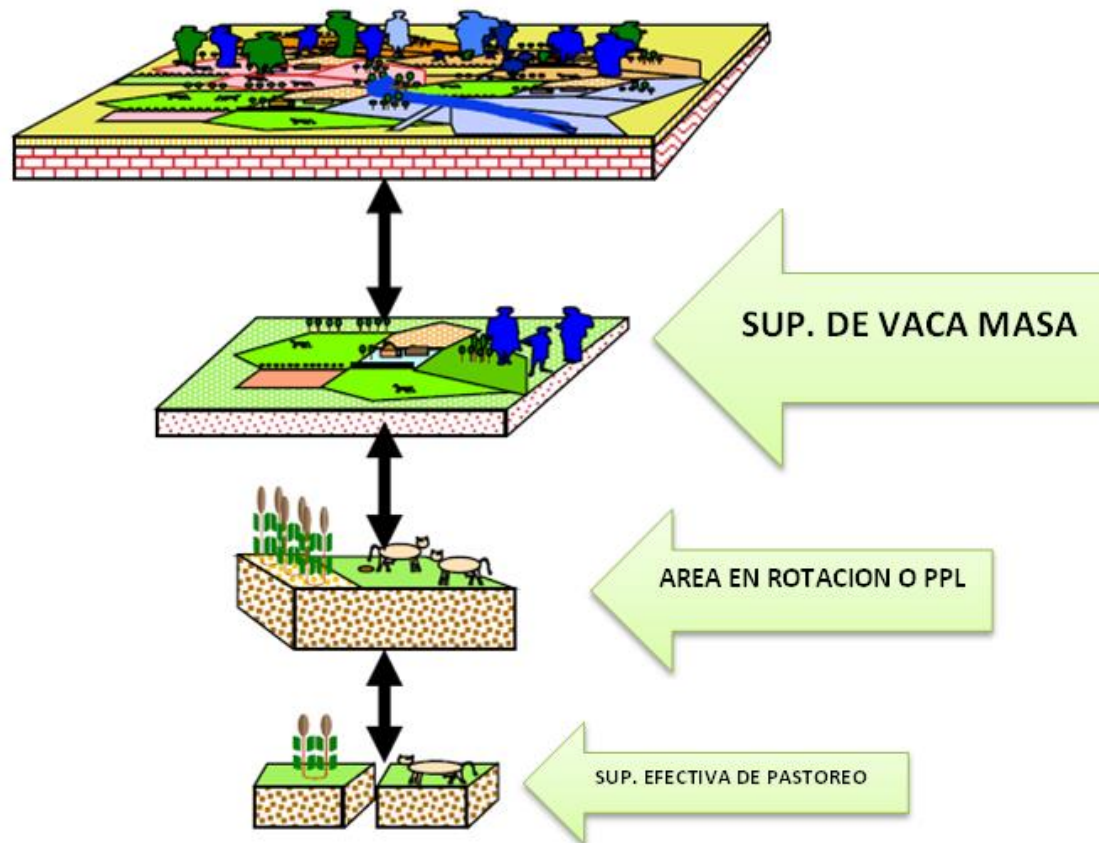 SUP. DE VACA MASA
AREA EN ROTACION O PPL
SUP. EFECTIVA DE PASTOREO